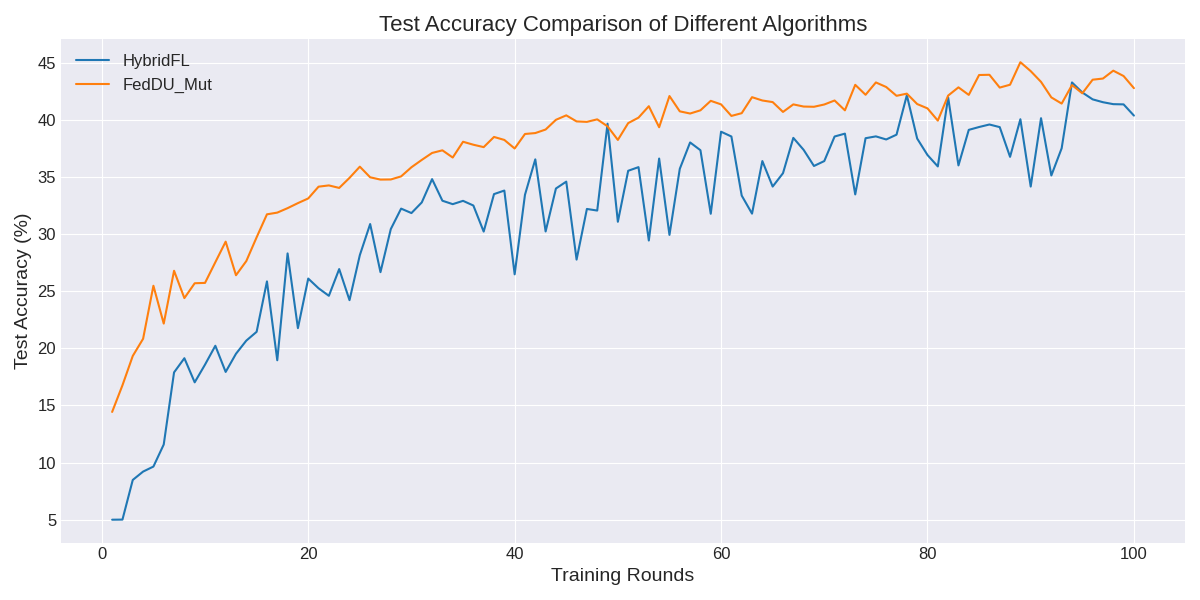 Test Accuracy Comparison of Different Algorithms
HybridFL
FedDU_Mut
45
40
35
30
25
20
15
10
5
Test Accuracy (%)
0 20 40 60 80 100
Training Rounds